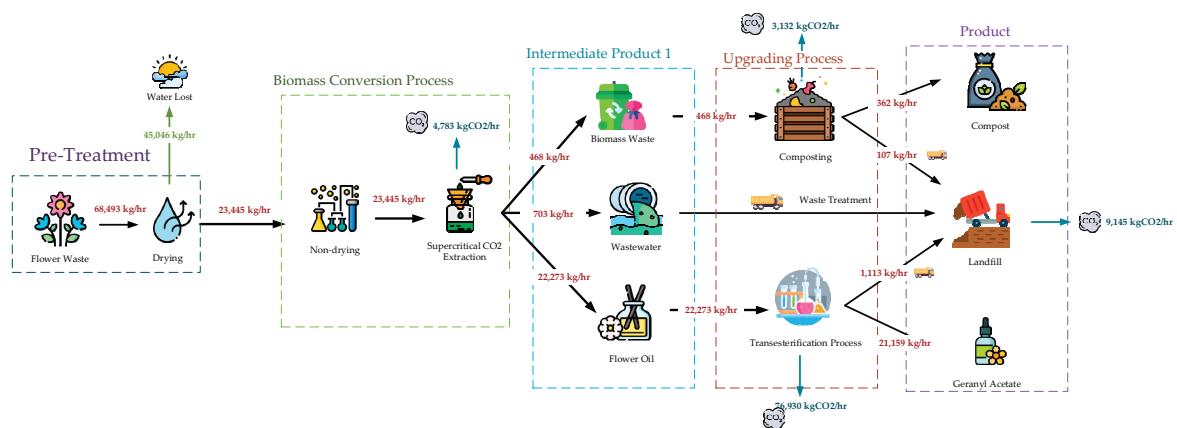 CO₂
3,132 kgCO2/hr
Product
Intermediate Product 1
Upgrading Process
Biomass Conversion Process
Water Lost
45,046 kg/hr
CO₂
4,783 kgCO2/hr
Pre-Treatment
468 kg/hr
Biomass Waste
468 kg/hr
Composting
362 kg/hr
Compost
107 kg/hr
68,493 kg/hr
23,445 kg/hr
23,445 kg/hr
703 kg/hr
Waste Treatment
Flower Waste
Drying
Non-drying
Supercritical CO2
Extraction
Wastewater
Landfill
CO₂
9,145 kgCO2/hr
22,273 kg/hr
1,113 kg/hr
22,273 kg/hr
Flower Oil
Transesterification Process
21,159 kg/hr
Geranyl Acetate
76,930 kgCO2/hr
CO₂